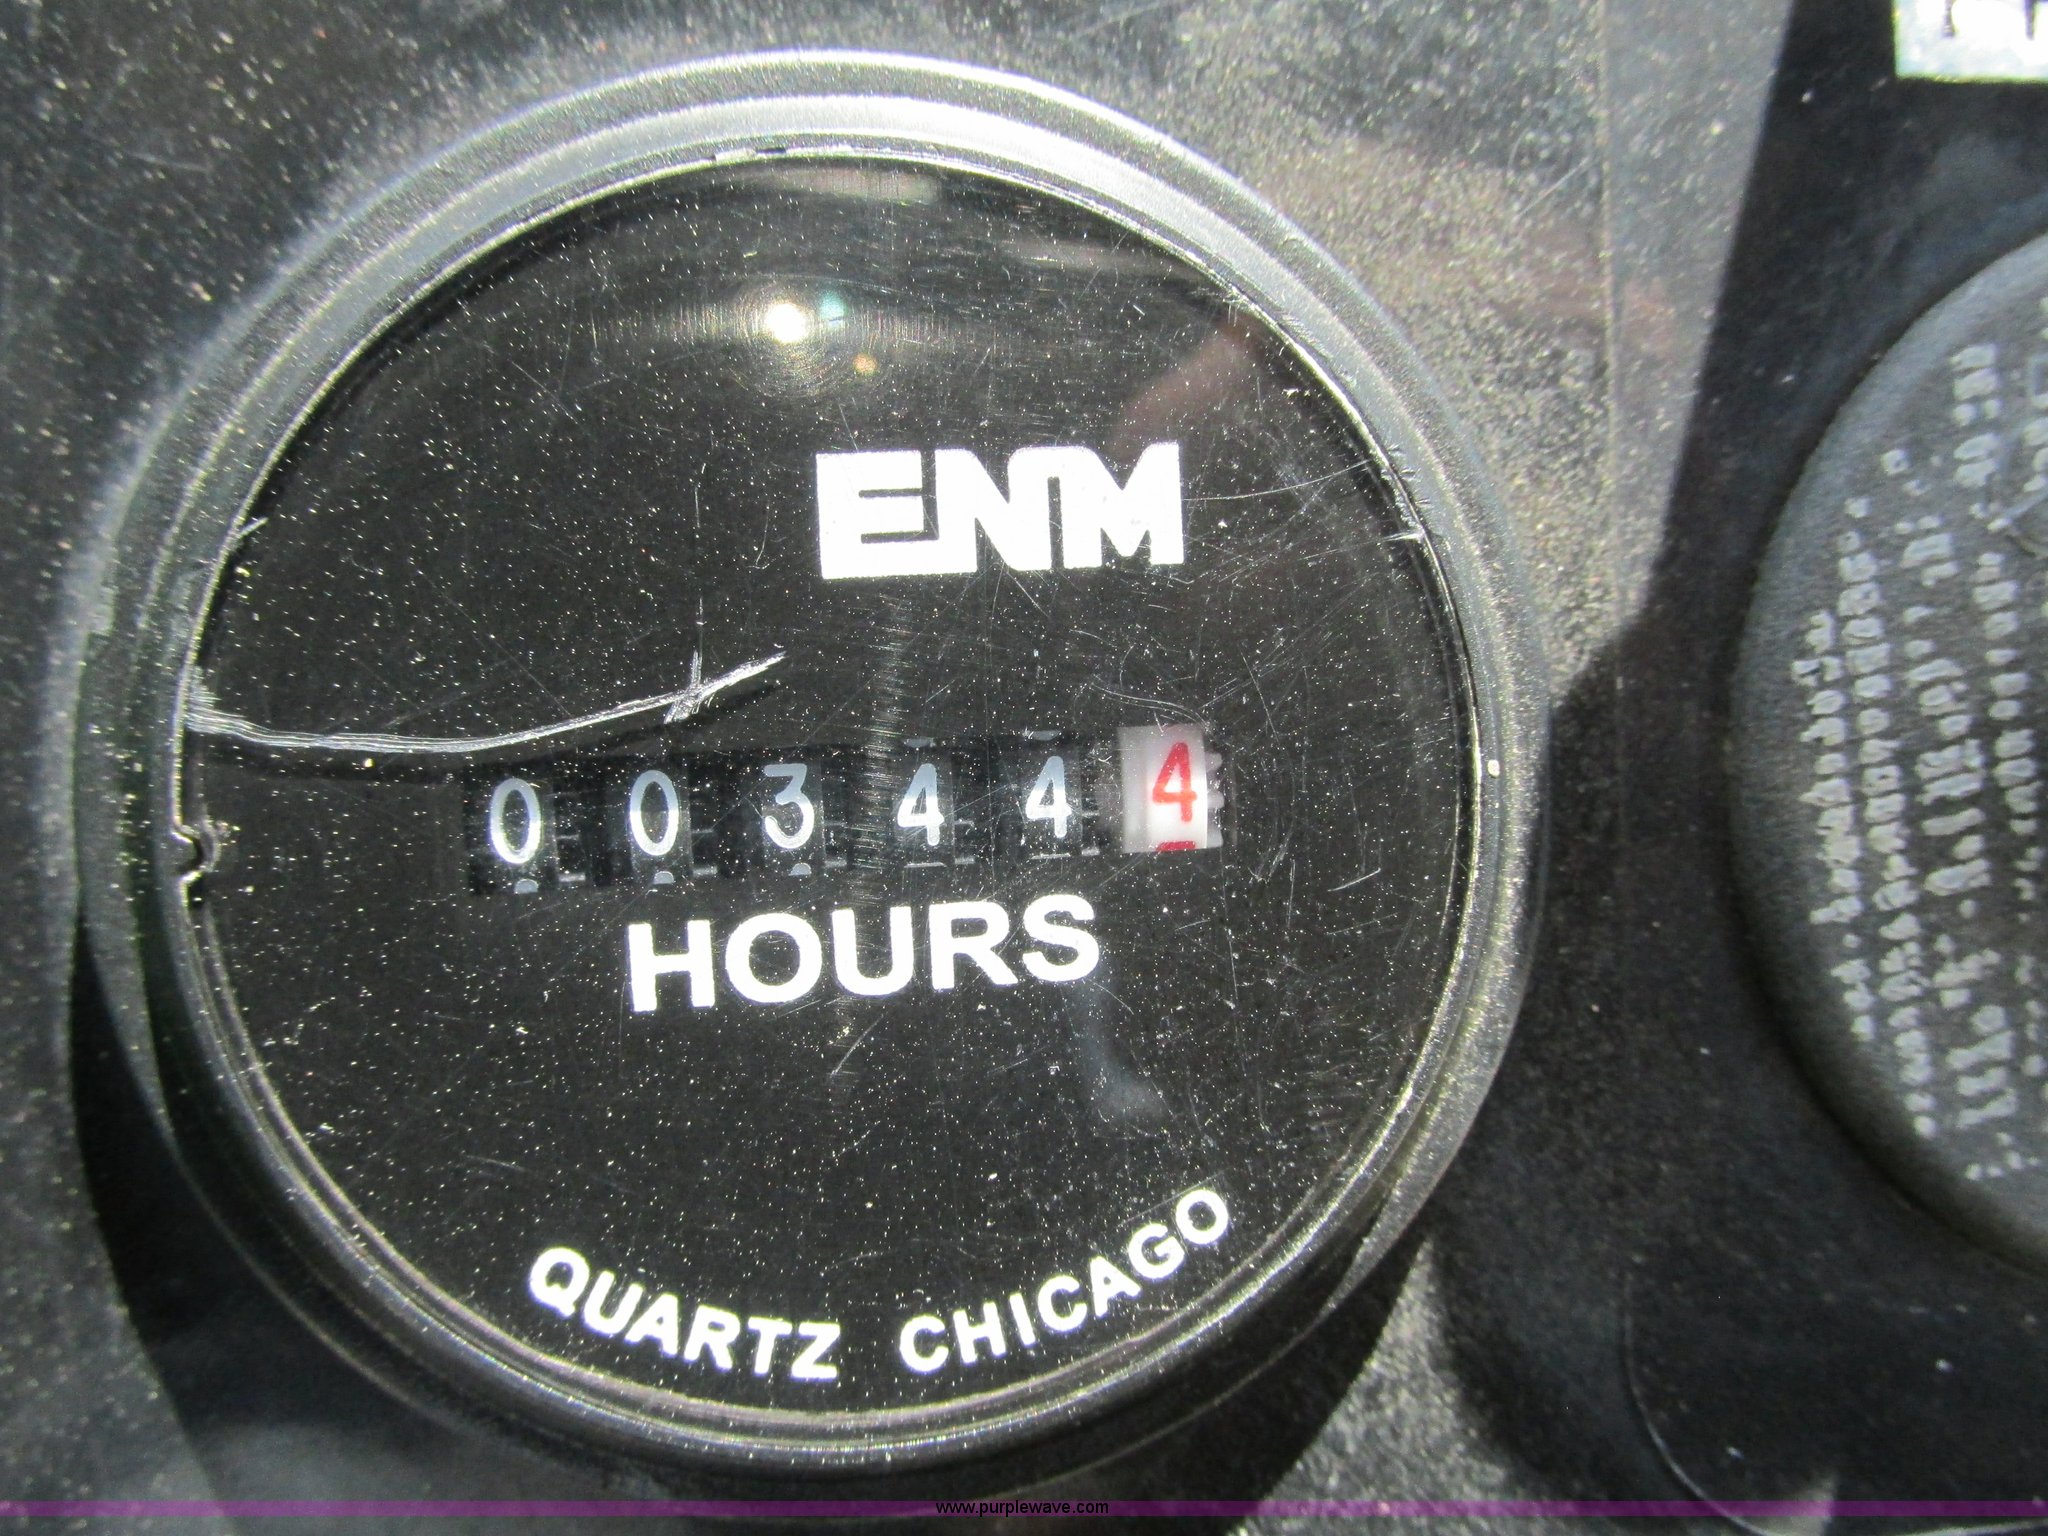 ENM
003444
HOURS
QUARTZ CHICAGO
www.purplewave.com